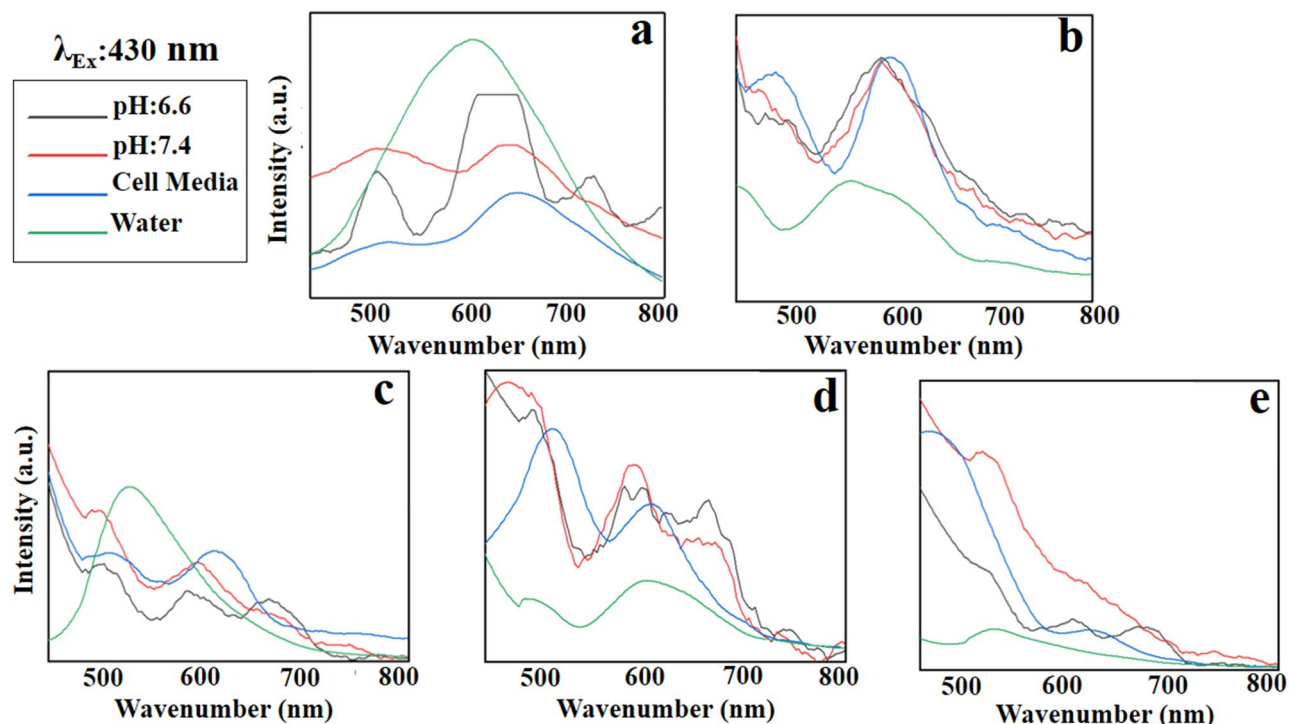 λEx:430 nm
pH:6.6
pH:7.4
Cell Media
Water
a
Intensity (a.u.)
500 600 700 800
Wavenumber (nm)
b
500 600 700 800
Wavenumber (nm)
c
Intensity (a.u.)
500 600 700 800
Wavenumber (nm)
d
500 600 700 800
Wavenumber (nm)
e
500 600 700 800
Wavenumber (nm)